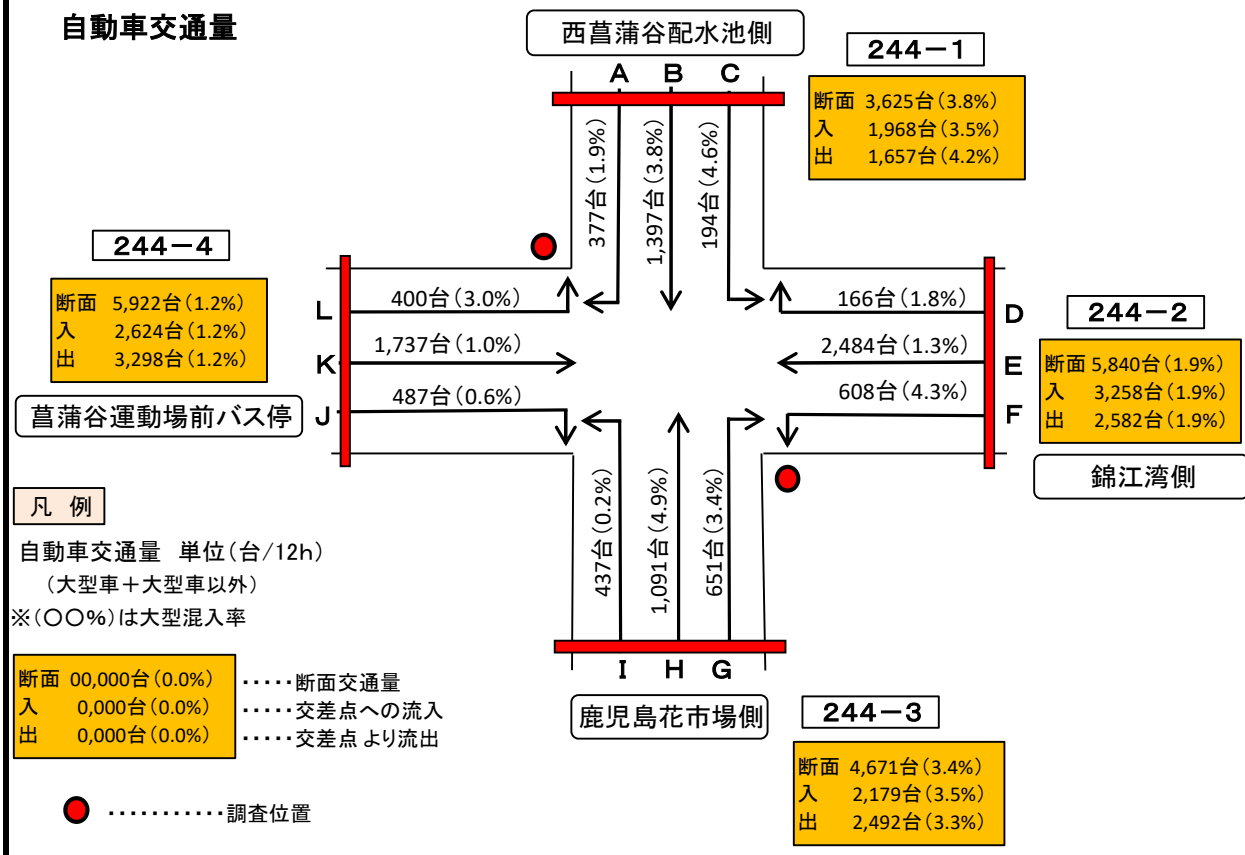 自動車交通量
西菖蒲谷配水池側
244－1
A B C
断面 3,625台(3.8%)
入 1,968台(3.5%)
出 1,657台(4.2%)
377台(1.9%)
1,397台(3.8%)
194台(4.6%)
244－4
断面 5,922台(1.2%)
入 2,624台(1.2%)
出 3,298台(1.2%)
菖蒲谷運動場前バス停
L 400台(3.0%)
K 1,737台(1.0%)
J 487台(0.6%)
166台(1.8%) D
2,484台(1.3%) E
608台(4.3%) F
244－2
断面 5,840台(1.9%)
入 3,258台(1.9%)
出 2,582台(1.9%)
錦江湾側
437台(0.2%)
1,091台(4.9%)
651台(3.4%)
I H G
鹿児島花市場側
244－3
断面 4,671台(3.4%)
入 2,179台(3.5%)
出 2,492台(3.3%)
凡 例
自動車交通量 単位(台/12h)
(大型車＋大型車以外)
※(〇〇%)は大型混入率
断面 00,000台(0.0%) ・・・・・断面交通量
入 0,000台(0.0%) ・・・・・交差点への流入
出 0,000台(0.0%) ・・・・・交差点より流出
・・・・・・・・・・・調査位置